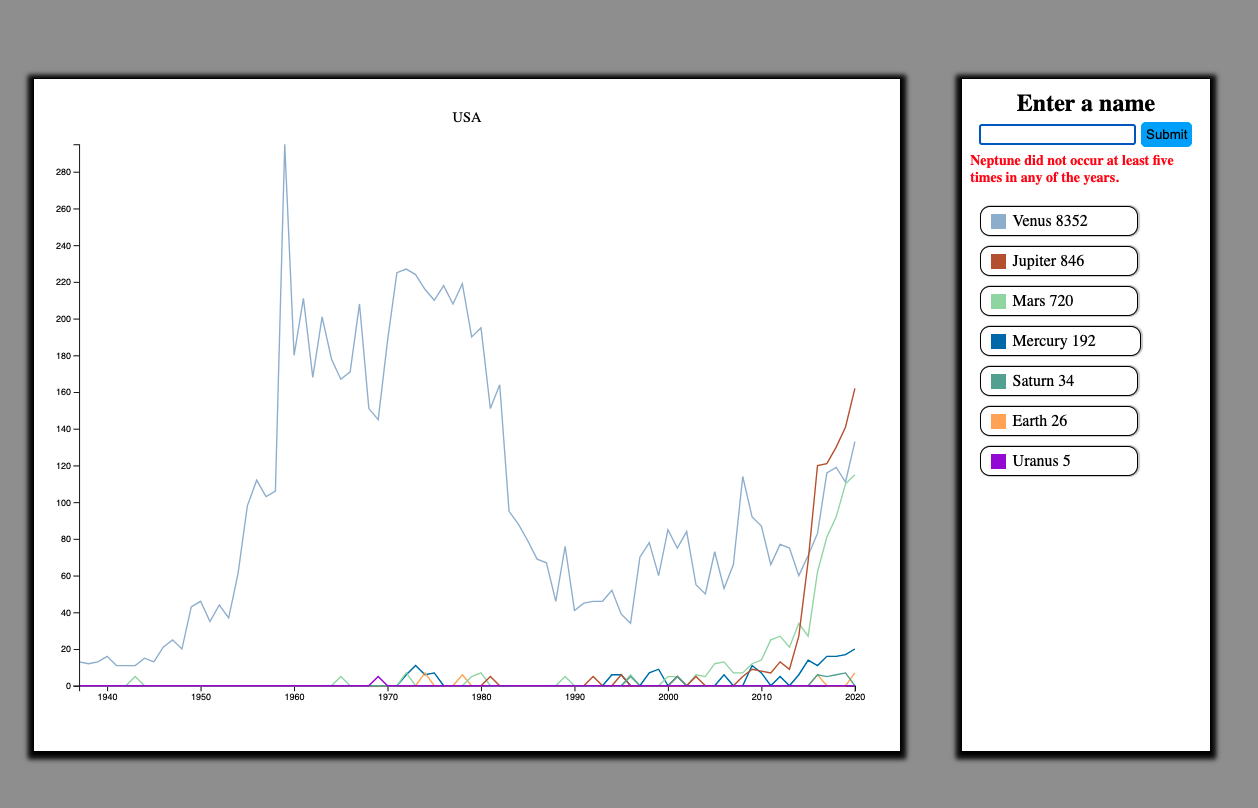 USA
280
260
240
220
200
180
160
140
120
100
80
60
40
20
0
1940 1950 1960 1970 1980 1990 2000 2010 2020
Enter a name
Submit
Neptune did not occur at least five
times in any of the years.
Venus 8352
Jupiter 846
Mars 720
Mercury 192
Saturn 34
Earth 26
Uranus 5